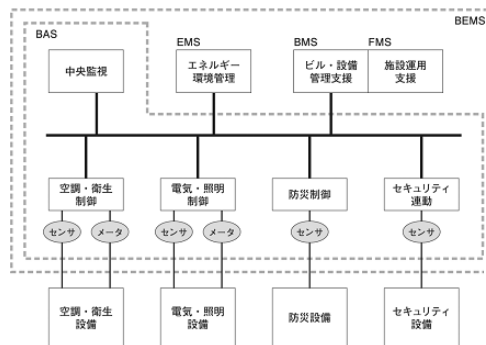 BEMS
BAS
EMS
BMS
FMS
中央監視
エネルギー
環境管理
ビル・設備
管理支援
施設運用
支援
空調・衛生
制御
電気・照明
制御
防災制御
セキュリティ
連動
センサ
メータ
センサ
メータ
センサ
センサ
空調・衛生
設備
電気・照明
設備
防災設備
セキュリティ
設備